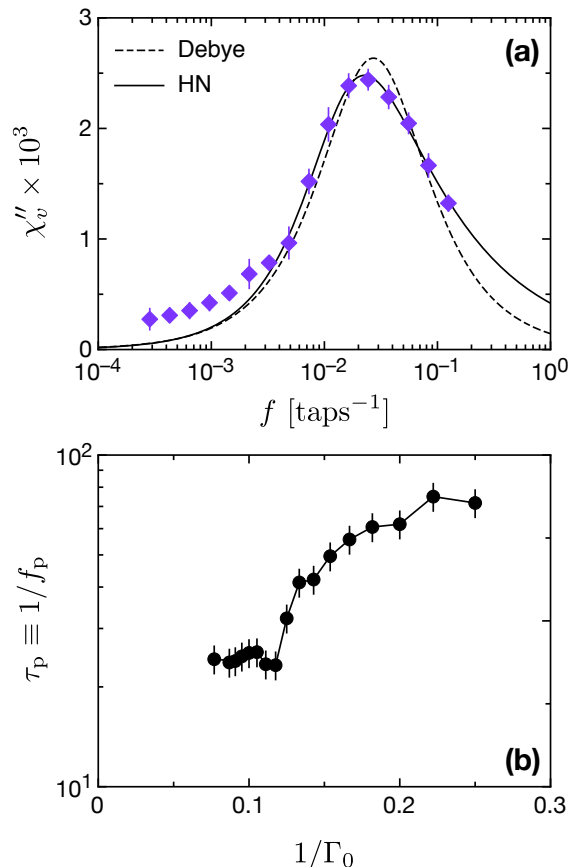 3
2
1
0
χ″ᵥ × 10³
Debye
HN
(a)
10⁻⁴ 10⁻³ 10⁻² 10⁻¹ 10⁰
f [taps⁻¹]
10²
10¹
τₚ ≡ 1/fₚ
(b)
0 0.1 0.2 0.3
1/Γ₀